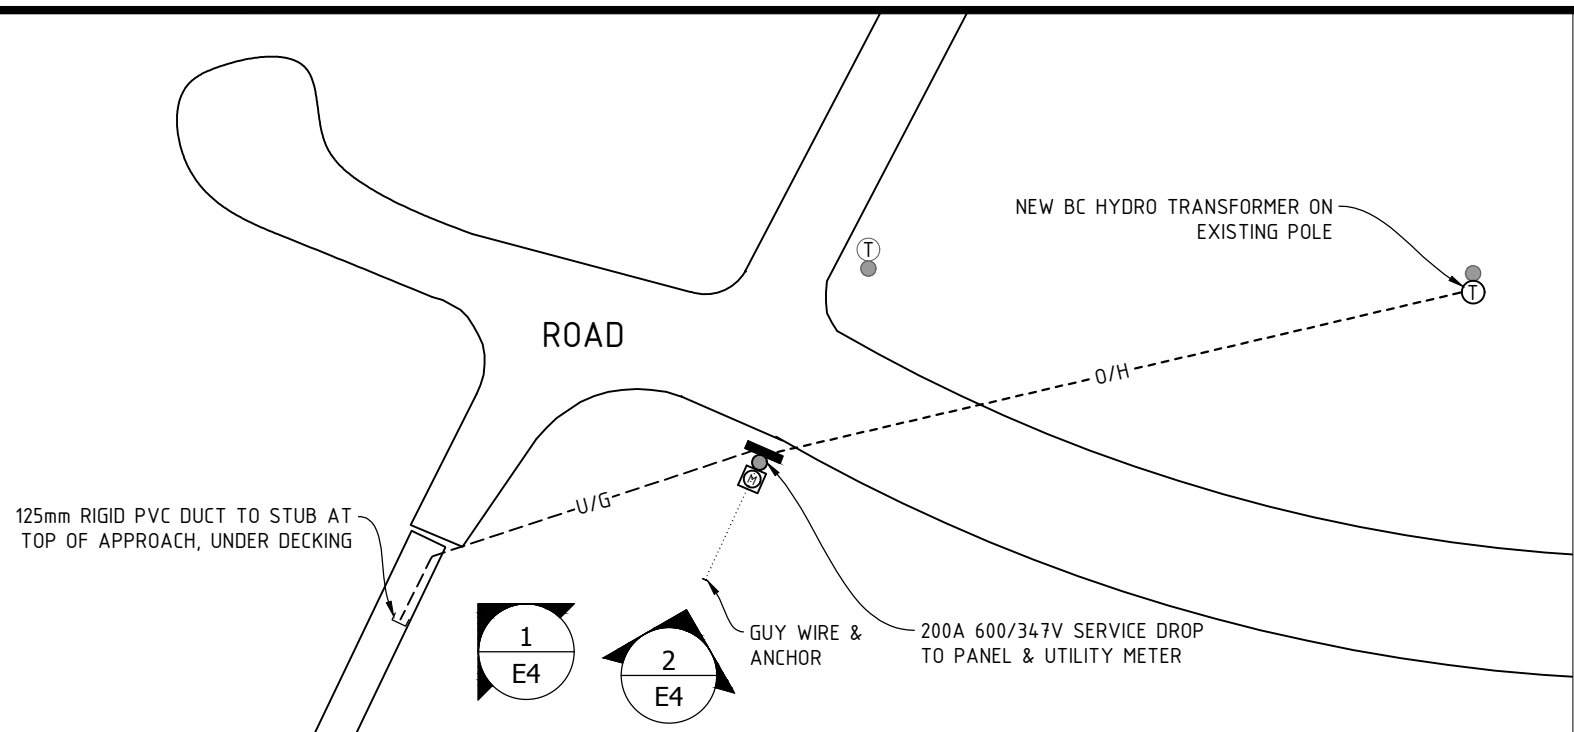 NEW BC HYDRO TRANSFORMER ON
EXISTING POLE
T
T
ROAD
O/H
M
U/G
125mm RIGID PVC DUCT TO STUB AT
TOP OF APPROACH, UNDER DECKING
1
E4
2
E4
GUY WIRE &
ANCHOR
200A 600/347V SERVICE DROP
TO PANEL & UTILITY METER